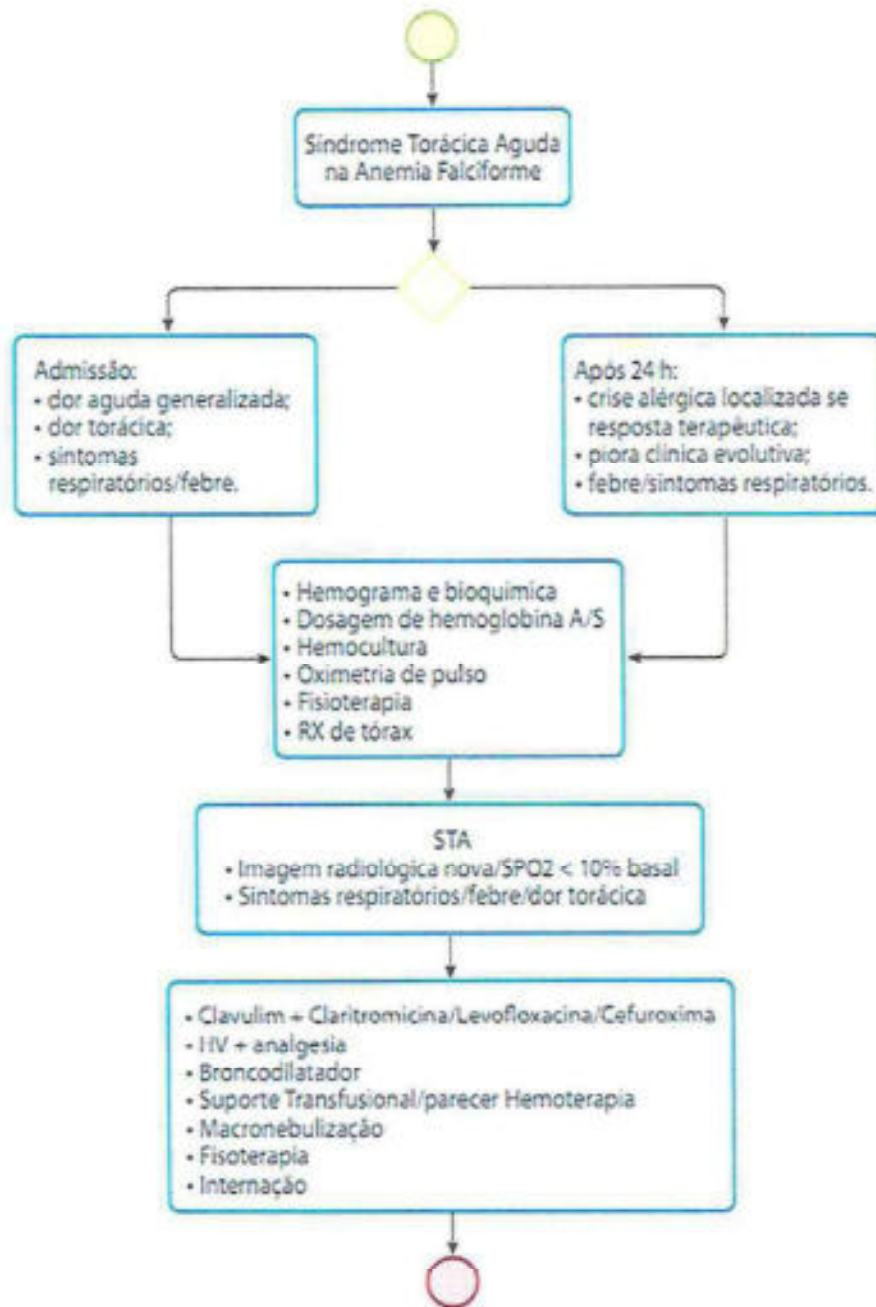 Síndrome Torácica Aguda
na Anemia Falciforme
Admissão:
• dor aguda generalizada;
• dor torácica;
• sintomas
respiratórios/febre.
Após 24 h:
• crise alérgica localizada se
resposta terapêutica;
• piora clínica evolutiva;
• febre/sintomas respiratórios.
• Hemograma e bioquímica
• Dosagem de hemoglobina A/S
• Hemocultura
• Oximetria de pulso
• Fisioterapia
• RX de tórax
STA
• Imagem radiológica nova/SPO2 < 10% basal
• Sintomas respiratórios/febre/dor torácica
• Clavulim + Claritromicina/Levofloxacina/Cefuroxima
• HV + analgesia
• Broncodilatador
• Suporte Transfusional/parecer Hemoterapia
• Macronebulização
• Fisoterapia
• Internação